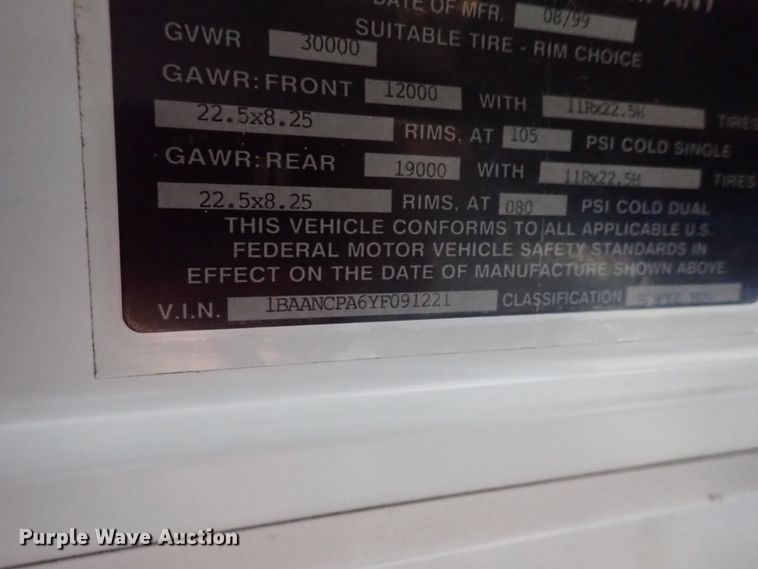 DATE OF MFR. 08/99
GVWR 30000 SUITABLE TIRE - RIM CHOICE
GAWR: FRONT 12000 WITH 11Rx22.5H TIRES
22.5x8.25 RIMS, AT 105 PSI COLD SINGLE
GAWR: REAR 19000 WITH 11Rx22.5H TIRES
22.5x8.25 RIMS, AT 080 PSI COLD DUAL
THIS VEHICLE CONFORMS TO ALL APPLICABLE U.S.
FEDERAL MOTOR VEHICLE SAFETY STANDARDS IN
EFFECT ON THE DATE OF MANUFACTURE SHOWN ABOVE.
V.I.N. 1BAANCPA6YF091221 CLASSIFICATION
Purple Wave Auction